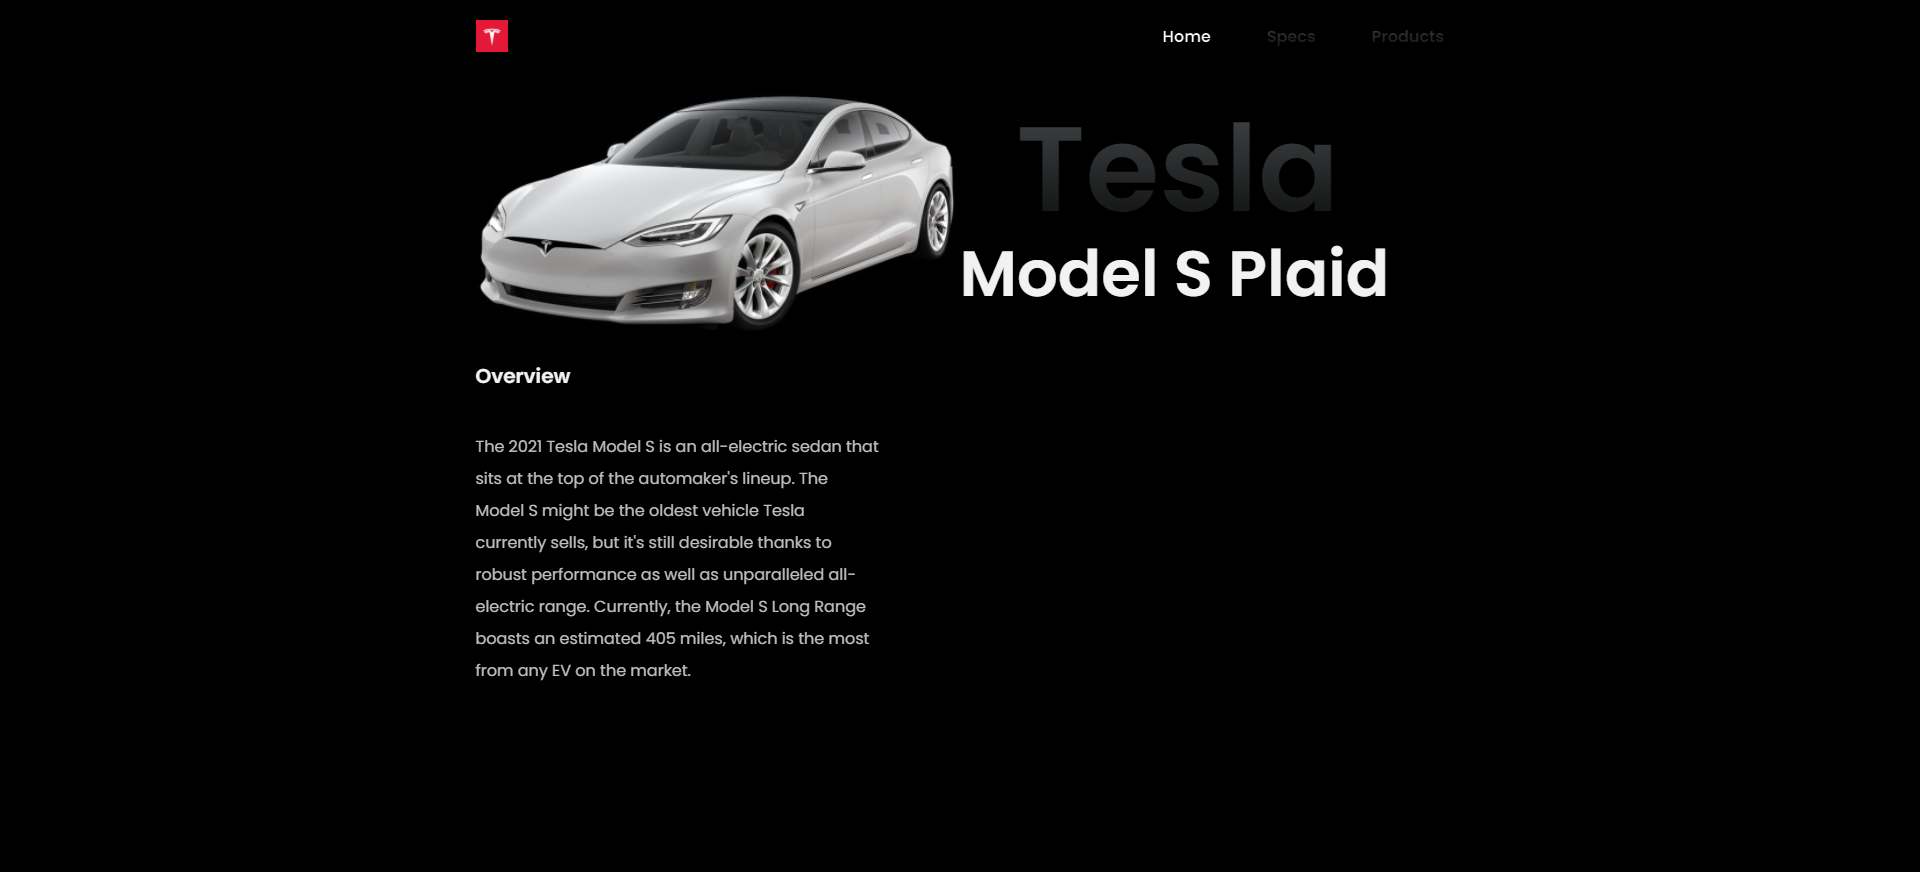 Home Specs Products
Tesla
Model S Plaid
Overview
The 2021 Tesla Model S is an all-electric sedan that
sits at the top of the automaker's lineup. The
Model S might be the oldest vehicle Tesla
currently sells, but it's still desirable thanks to
robust performance as well as unparalleled all-
electric range. Currently, the Model S Long Range
boasts an estimated 405 miles, which is the most
from any EV on the market.